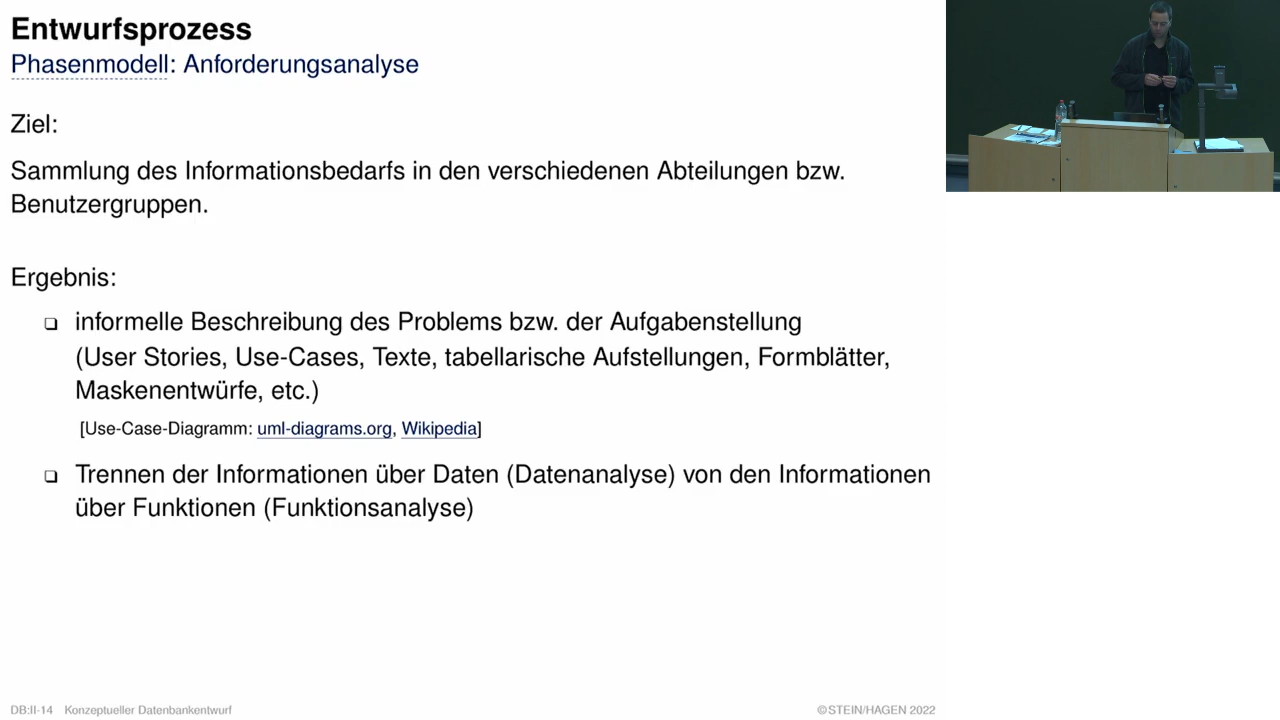 Entwurfsprozess
Phasenmodell: Anforderungsanalyse
Ziel:
Sammlung des Informationsbedarfs in den verschiedenen Abteilungen bzw.
Benutzergruppen.
Ergebnis:
❑ informelle Beschreibung des Problems bzw. der Aufgabenstellung
(User Stories, Use-Cases, Texte, tabellarische Aufstellungen, Formblätter,
Maskenentwürfe, etc.)
[Use-Case-Diagramm: uml-diagrams.org, Wikipedia]
❑ Trennen der Informationen über Daten (Datenanalyse) von den Informationen
über Funktionen (Funktionsanalyse)
DB:II-14 Konzeptueller Datenbankentwurf ©STEIN/HAGEN 2022